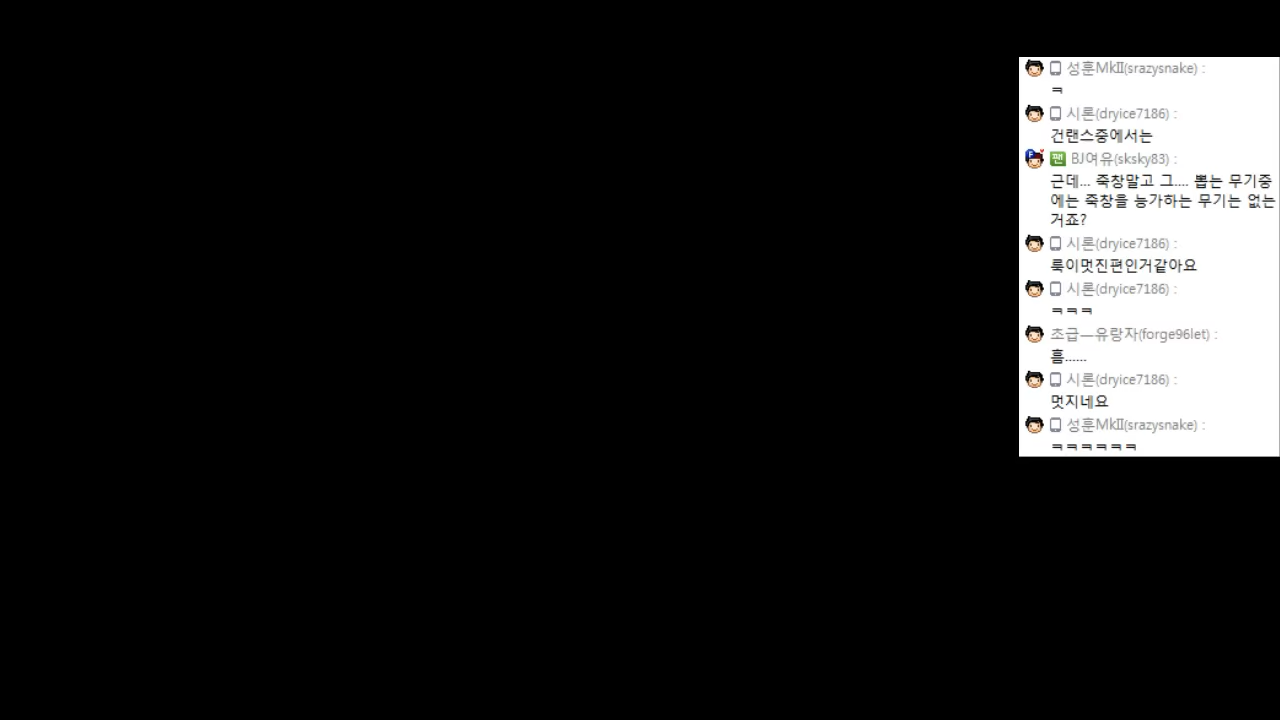 성훈MkII(srazysnake) :
ㅋ
시론(dryice7186) :
건랜스중에서는
팬 BJ여유(sksky83) :
근데... 죽창말고 그.... 뽑는 무기중
에는 죽창을 능가하는 무기는 없는
거죠?
시론(dryice7186) :
룩이멋진편인거같아요
시론(dryice7186) :
ㅋㅋㅋ
초급―유랑자(forge96let) :
흠......
시론(dryice7186) :
멋지네요
성훈MkII(srazysnake) :
ㅋㅋㅋㅋㅋㅋ